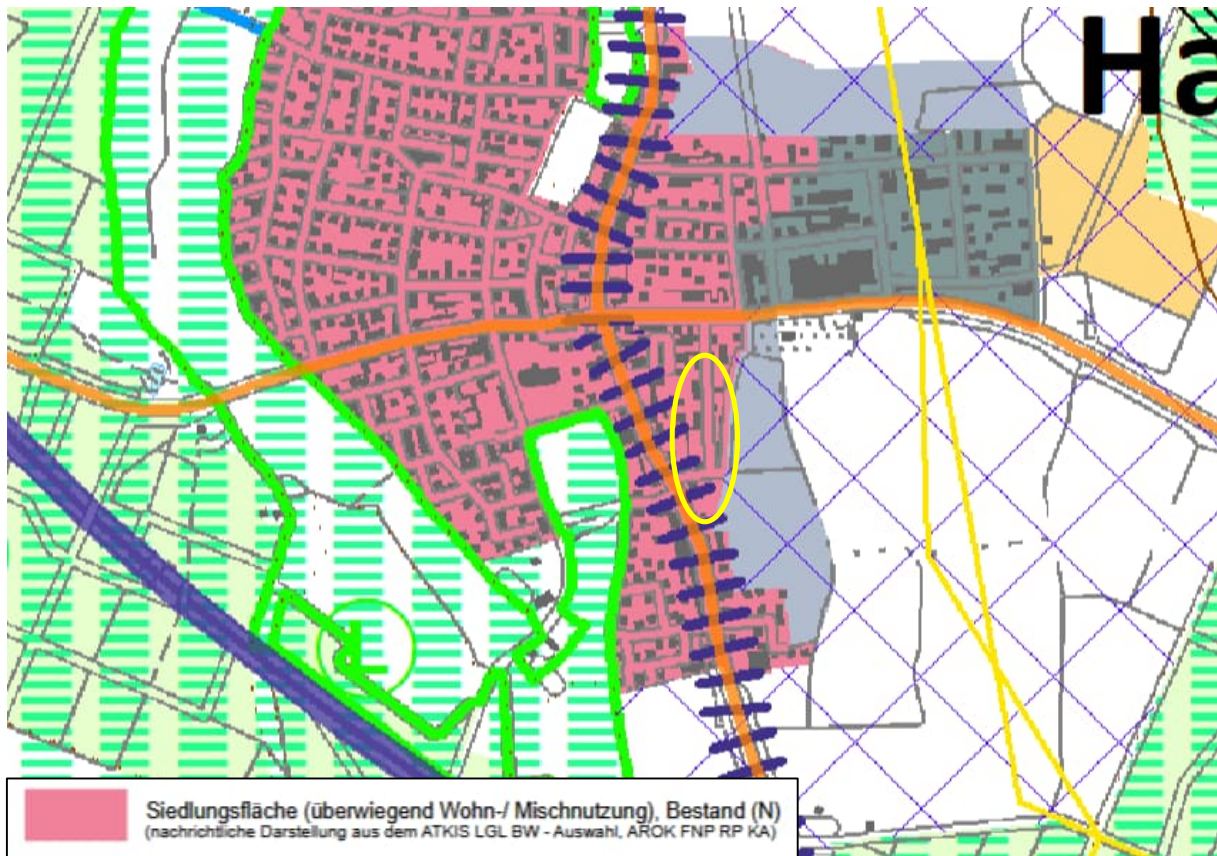 Ha
L
Siedlungsfläche (überwiegend Wohn-/ Mischnutzung), Bestand (N)
(nachrichtliche Darstellung aus dem ATKIS LGL BW - Auswahl, AROK FNP RP KA)